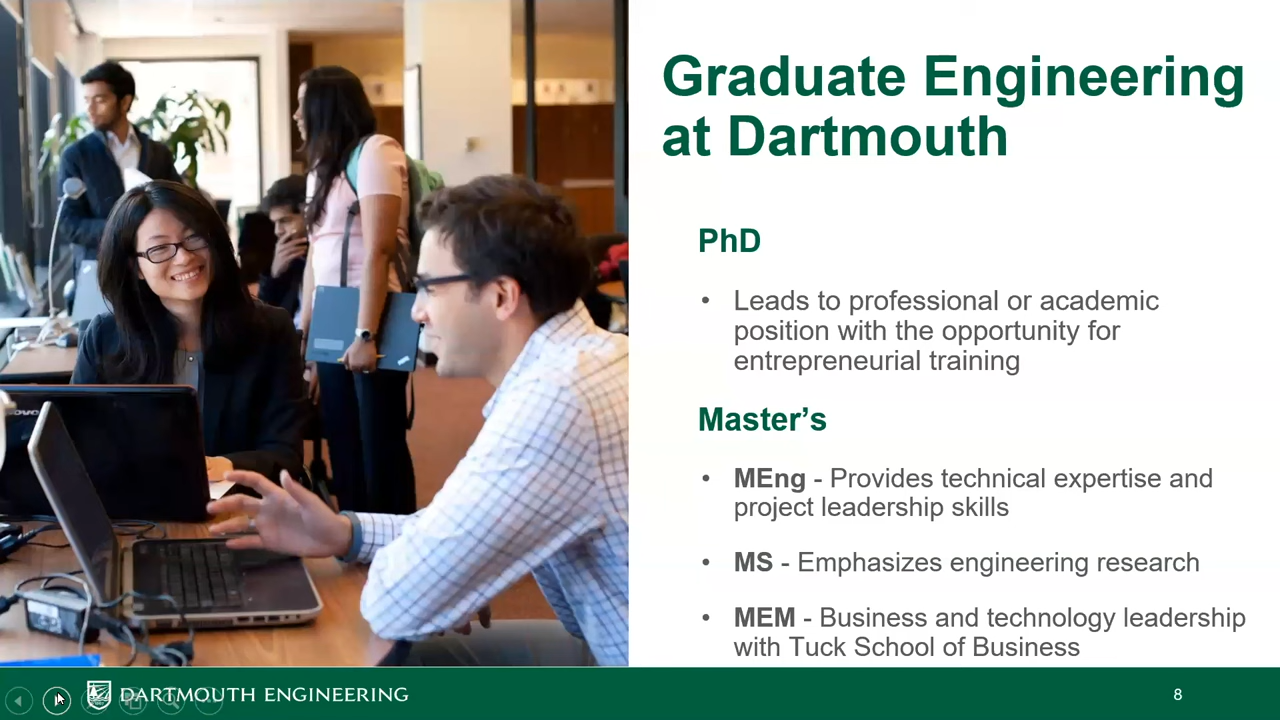 Graduate Engineering
at Dartmouth
PhD
• Leads to professional or academic
position with the opportunity for
entrepreneurial training
Master’s
• MEng - Provides technical expertise and
project leadership skills
• MS - Emphasizes engineering research
• MEM - Business and technology leadership
with Tuck School of Business
DARTMOUTH ENGINEERING
8